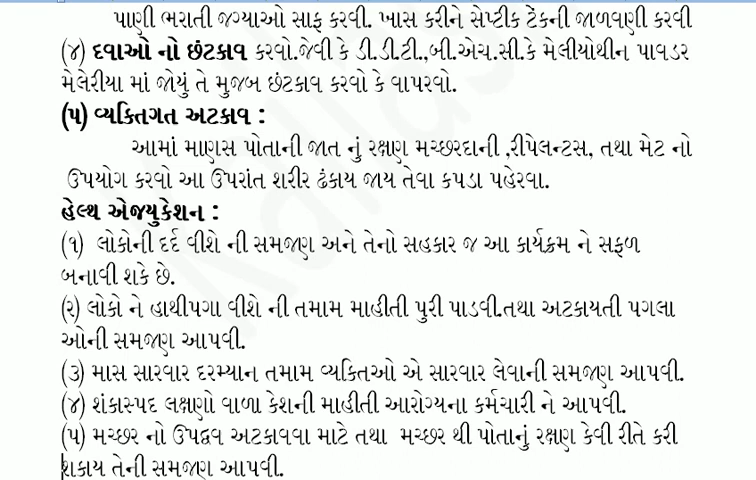 પાણી ભરાતી જગ્યાઓ સાફ કરવી. ખાસ કરીને સેપ્ટીક ટેંકની જાળવણી કરવી
(૪) દવાઓ નો છંટકાવ કરવો.જેવી કે ડી.ડી.ટી.,બી.એચ.સી.કે મેલીયોથીન પાવડર
મેલેરીયા માં જોયું તે મુજબ છંટકાવ કરવો કે વાપરવો.
(૫) વ્યકિતગત અટકાવ :
આમાં માણસ પોતાની જાત નું રક્ષણ મચ્છરદાની ,રીપેલન્ટસ, તથા મેટ નો
ઉપયોગ કરવો આ ઉપરાંત શરીર ઢંકાય જાય તેવા કપડા પહેરવા.
હેલ્થ એજયુકેશન :
(૧) લોકોની દર્દ વીશે ની સમજણ અને તેનો સહકાર જ આ કાર્યક્રમ ને સફળ
બનાવી શકે છે.
(૨) લોકો ને હાથીપગા વીશે ની તમામ માહીતી પુરી પાડવી.તથા અટકાયતી પગલા
ઓની સમજણ આપવી.
(૩) માસ સારવાર દરમ્યાન તમામ વ્યકિતઓ એ સારવાર લેવાની સમજણ આપવી.
(૪) શંકાસ્પદ લક્ષણો વાળા કેશની માહીતી આરોગ્યના કર્મચારી ને આપવી.
(૫) મચ્છર નો ઉપદ્વવ અટકાવવા માટે તથા મચ્છર થી પોતાનું રક્ષણ કેવી રીતે કરી
શકાય તેની સમજણ આપવી.